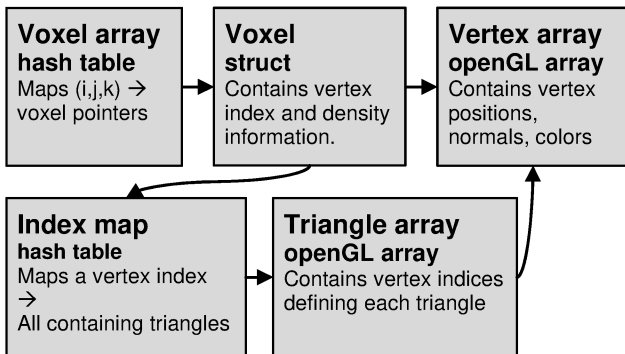 Voxel array
hash table
Maps (i,j,k) →
voxel pointers
Voxel
struct
Contains vertex
index and density
information.
Vertex array
openGL array
Contains vertex
positions,
normals, colors
Index map
hash table
Maps a vertex index
→
All containing triangles
Triangle array
openGL array
Contains vertex indices
defining each triangle